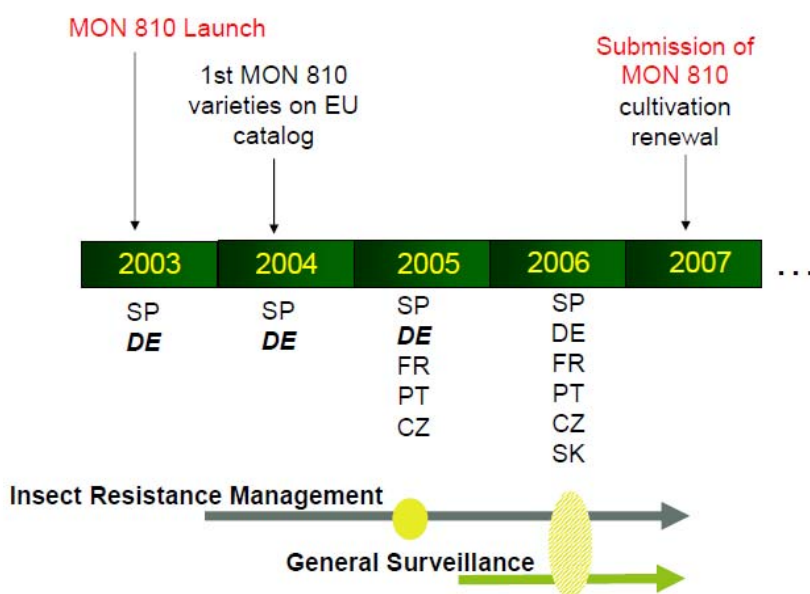 MON 810 Launch
1st MON 810
varieties on EU
catalog
Submission of
MON 810
cultivation
renewal
2003 2004 2005 2006 2007 ...
SP SP SP SP
DE DE DE DE
FR FR
PT PT
CZ CZ
SK
Insect Resistance Management
General Surveillance